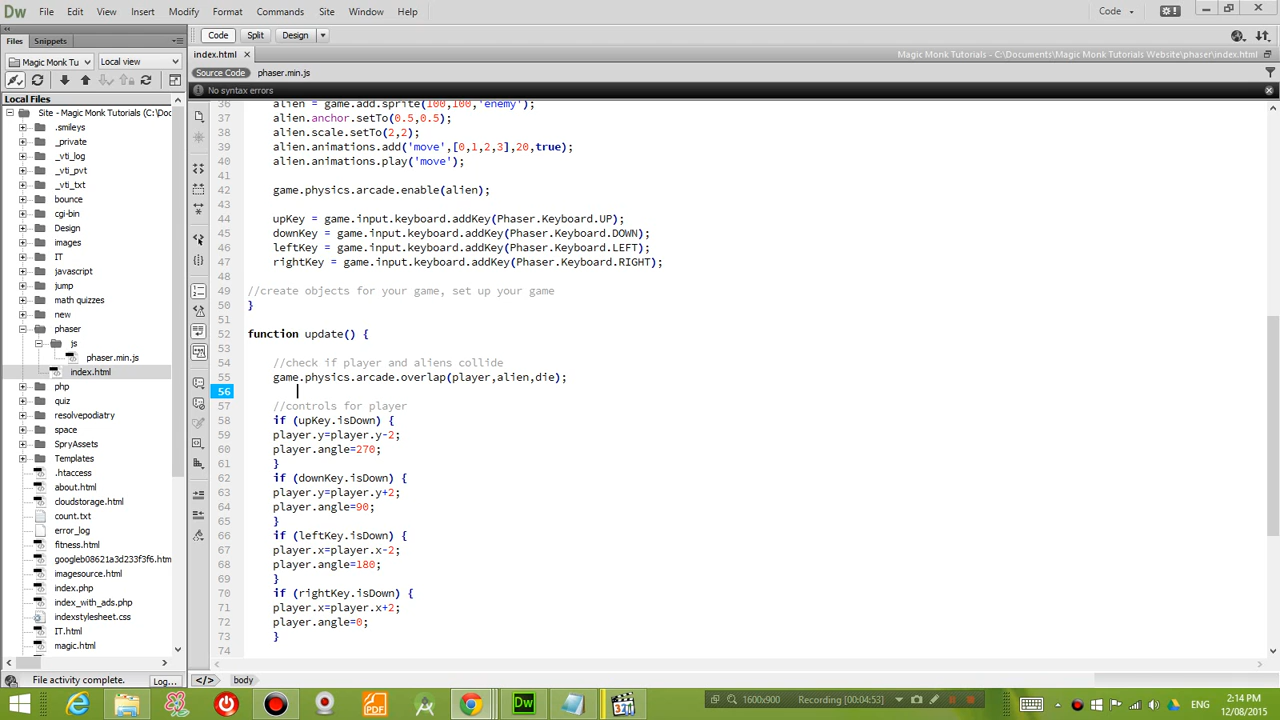 Dw File Edit View Insert Modify Format Commands Site Window Help Code
Files Snippets
Code Split Design
index.html
Magic Monk Tutorials - C:\Documents\Magic Monk Tutorials Website\phaser\index.html
Magic Monk Tu Local view
Source Code phaser.min.js
No syntax errors
Local Files
Site - Magic Monk Tutorials (C:\Doc
.smileys
_private
_vti_log
_vti_pvt
_vti_txt
bounce
cgi-bin
Design
images
IT
javascript
jump
math quizzes
new
phaser
js
phaser.min.js
index.html
php
quiz
resolvepodiatry
SpryAssets
Templates
.htaccess
about.html
cloudstorage.html
count.txt
error_log
fitness.html
googleb08621a3d233f3f6.htm
imagesource.html
index.php
index_with_ads.php
indexstylesheet.css
IT.html
magic.html
36 alien = game.add.sprite(100,100,'enemy');
37 alien.anchor.setTo(0.5,0.5);
38 alien.scale.setTo(2,2);
39 alien.animations.add('move',[0,1,2,3],20,true);
40 alien.animations.play('move');
41
42 game.physics.arcade.enable(alien);
43
44 upKey = game.input.keyboard.addKey(Phaser.Keyboard.UP);
45 downKey = game.input.keyboard.addKey(Phaser.Keyboard.DOWN);
46 leftKey = game.input.keyboard.addKey(Phaser.Keyboard.LEFT);
47 rightKey = game.input.keyboard.addKey(Phaser.Keyboard.RIGHT);
48
49 //create objects for your game, set up your game
50 }
51
52 function update() {
53
54 //check if player and aliens collide
55 game.physics.arcade.overlap(player,alien,die);
56
57 //controls for player
58 if (upKey.isDown) {
59 player.y=player.y-2;
60 player.angle=270;
61 }
62 if (downKey.isDown) {
63 player.y=player.y+2;
64 player.angle=90;
65 }
66 if (leftKey.isDown) {
67 player.x=player.x-2;
68 player.angle=180;
69 }
70 if (rightKey.isDown) {
71 player.x=player.x+2;
72 player.angle=0;
73 }
74
File activity complete. Log...
</> body
1600x900 Recording [00:04:53]
ENG
2:14 PM
12/08/2015